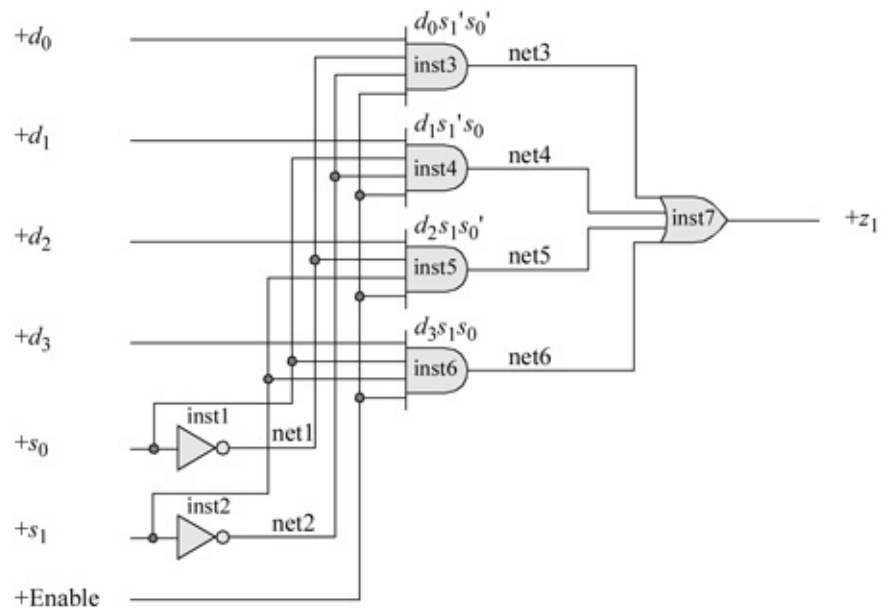 d₀s₁'s₀'
+d₀
inst3
net3
d₁s₁'s₀
+d₁
inst4
net4
inst7
+z₁
d₂s₁s₀'
+d₂
inst5
net5
d₃s₁s₀
+d₃
inst6
net6
inst1
+s₀
net1
inst2
+s₁
net2
+Enable